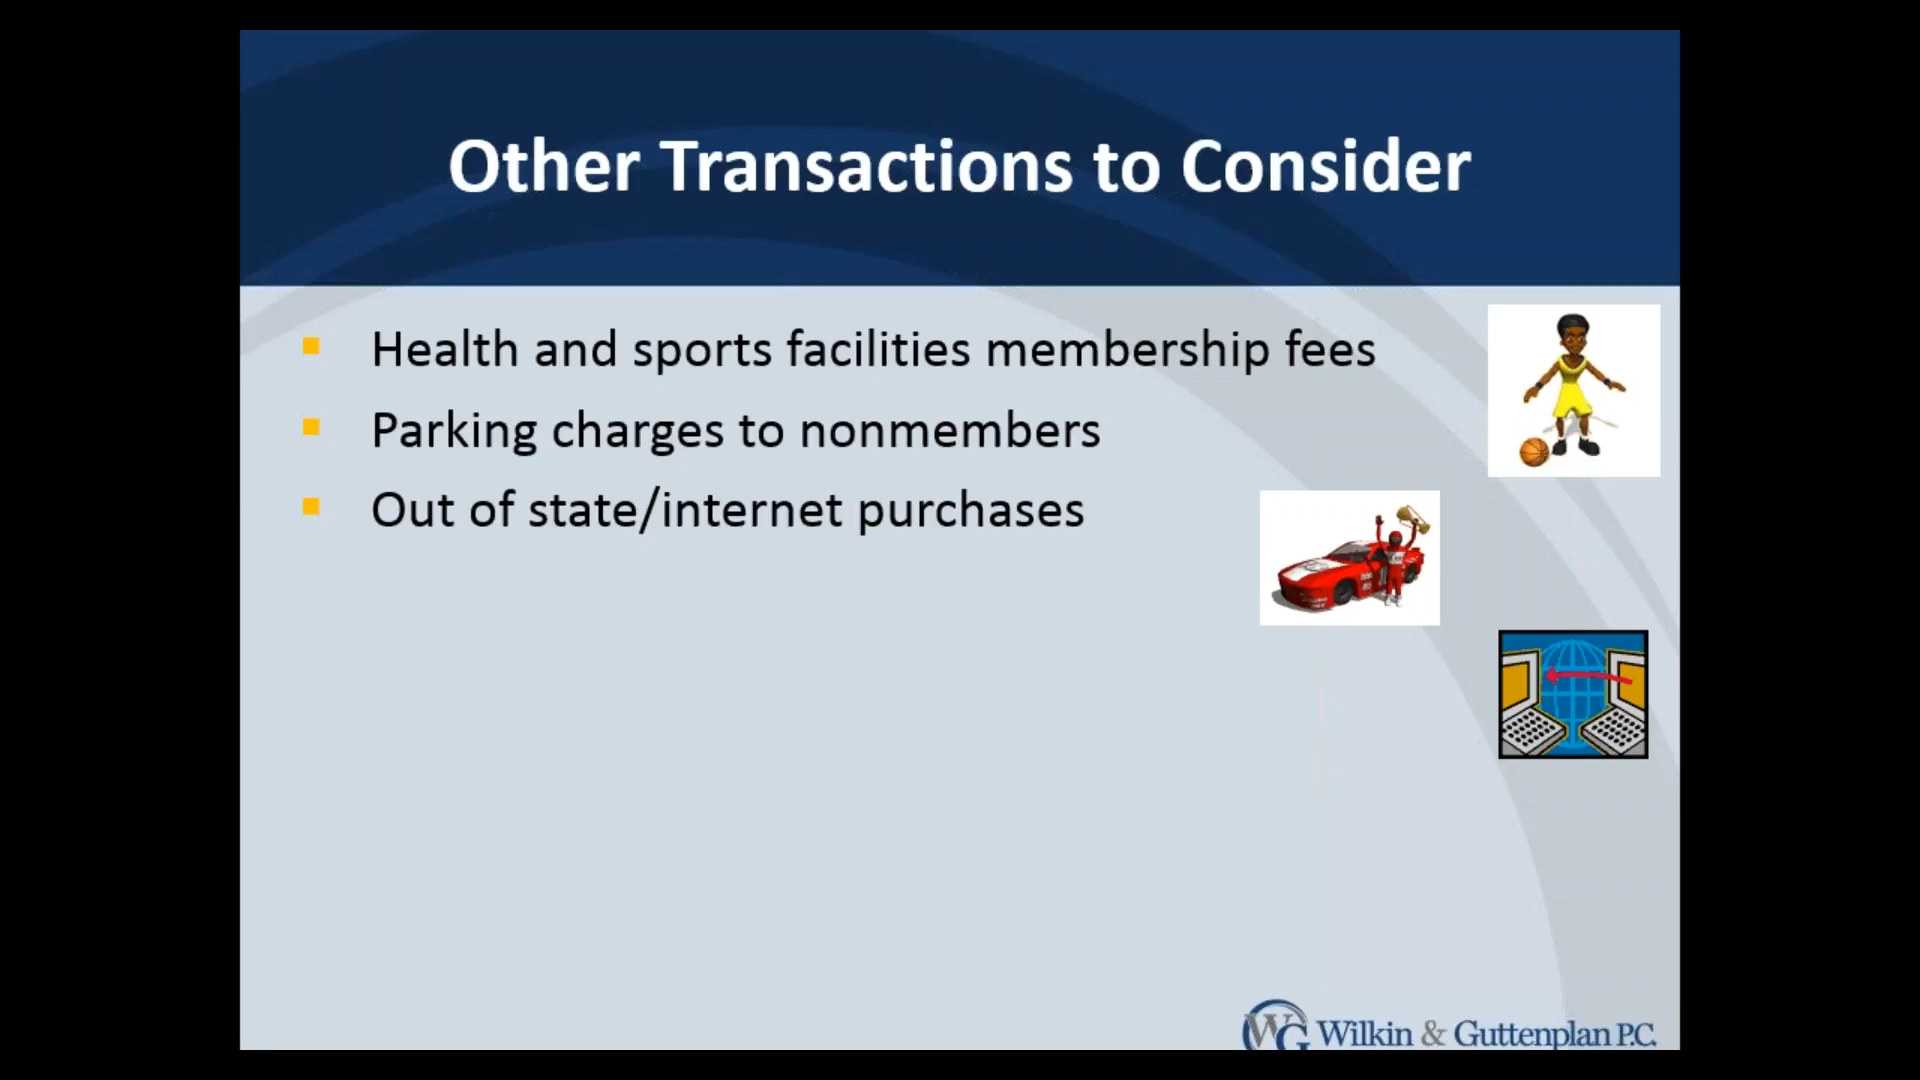 Other Transactions to Consider
Health and sports facilities membership fees
Parking charges to nonmembers
Out of state/internet purchases
WG Wilkin & Guttenplan P.C.